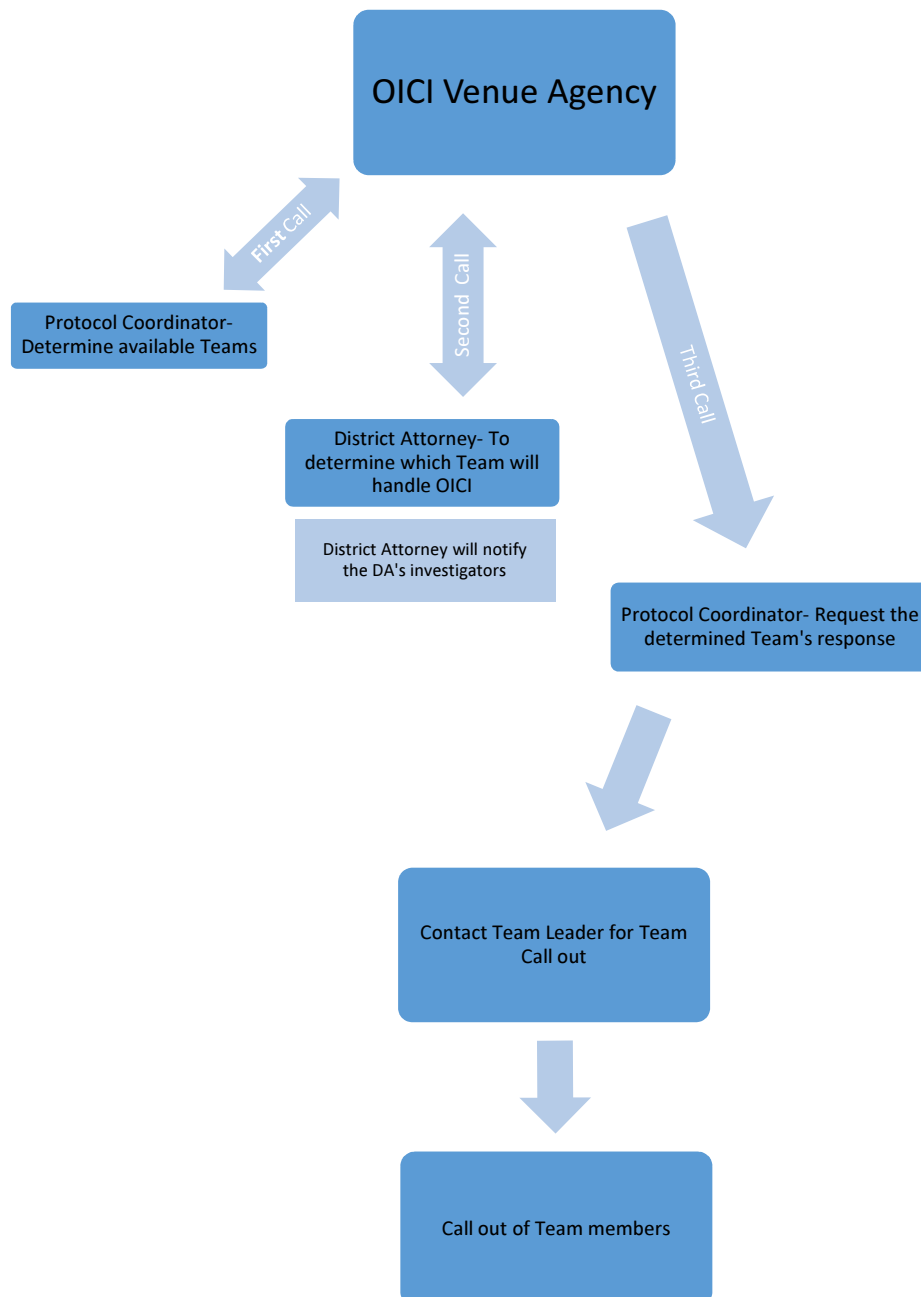 OICI Venue Agency
First Call
Second Call
Third Call
Protocol Coordinator-
Determine available Teams
District Attorney- To
determine which Team will
handle OICI
District Attorney will notify
the DA's investigators
Protocol Coordinator- Request the
determined Team's response
Contact Team Leader for Team
Call out
Call out of Team members